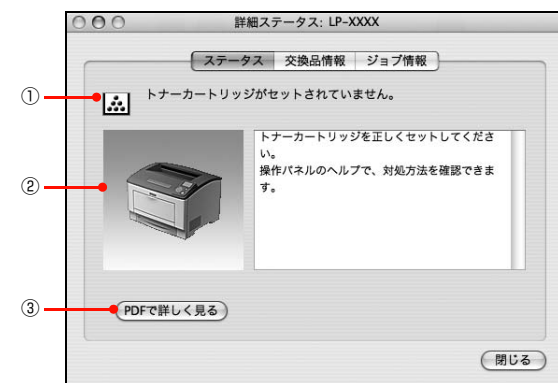 詳細ステータス: LP-XXXX
ステータス 交換品情報 ジョブ情報
① トナーカートリッジがセットされていません。
トナーカートリッジを正しくセットしてくださ
い。
操作パネルのヘルプで、対処方法を確認できま
す。
②
③ PDFで詳しく見る
閉じる